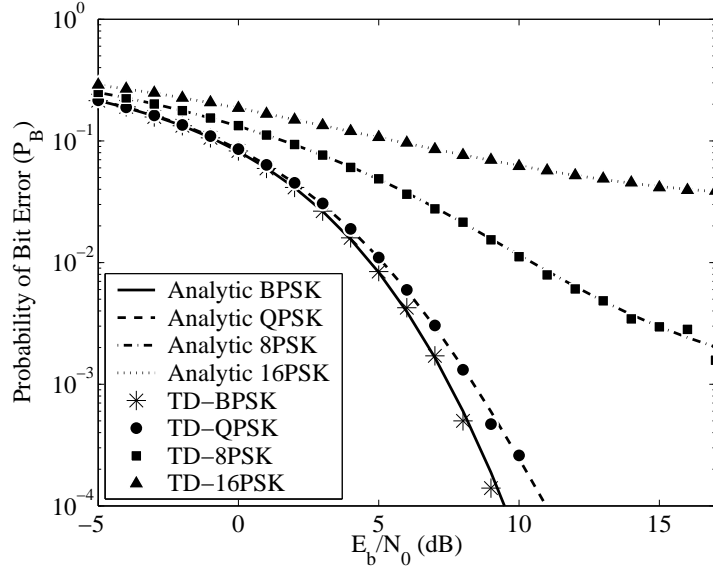 10^0
10^-1
10^-2
10^-3
10^-4
Probability of Bit Error (P_B)
Analytic BPSK
Analytic QPSK
Analytic 8PSK
Analytic 16PSK
TD−BPSK
TD−QPSK
TD−8PSK
TD−16PSK
−5 0 5 10 15
E_b/N_0 (dB)